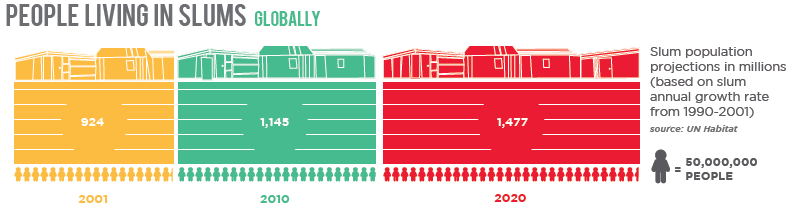 PEOPLE LIVING IN SLUMS GLOBALLY
924
1,145
1,477
2001
2010
2020
Slum population
projections in millions
(based on slum
annual growth rate
from 1990-2001)
source: UN Habitat
= 50,000,000
PEOPLE